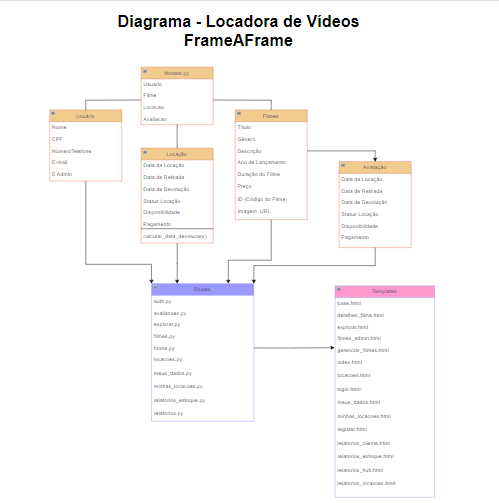 Diagrama - Locadora de Vídeos
FrameAFrame
Models.py
Usuario
Filme
Locacao
Avaliacao
Usuário
Nome
CPF
Número/Telefone
E-mail
E Admin
Locação
Data da Locação
Data de Retirada
Data de Devolução
Status Locação
Disponibilidade
Pagamento
calcular_data_devolucao()
Filmes
Título
Gênero
Descrição
Ano de Lançamento
Duração do Filme
Preço
ID (Código do Filme)
Imagem URL
Avaliação
Data da Locação
Data de Retirada
Data de Devolução
Status Locação
Disponibilidade
Pagamento
Routes
auth.py
avaliacoes.py
explorar.py
filmes.py
home.py
locacoes.py
meus_dados.py
minhas_locacoes.py
relatorios_estoque.py
relatorios.py
Templates
base.html
detalhes_filme.html
explorar.html
filmes_admin.html
gerenciar_filmes.html
index.html
locacoes.html
login.html
meus_dados.html
minhas_locacoes.html
register.html
relatorios_cliente.html
relatorios_estoque.html
relatorios_hub.html
relatorios_locacoes.html